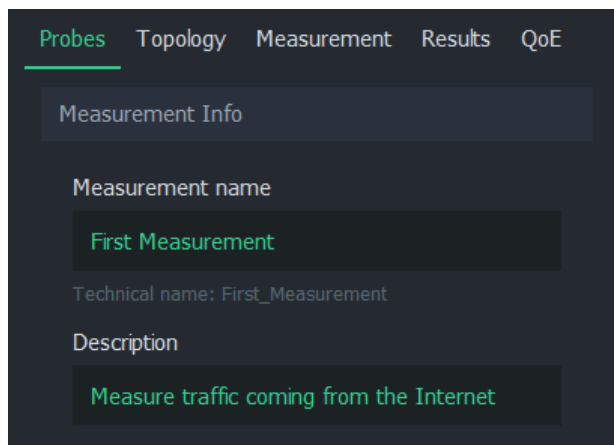 Probes Topology Measurement Results QoE
Measurement Info
Measurement name
First Measurement
Technical name: First_Measurement
Description
Measure traffic coming from the Internet